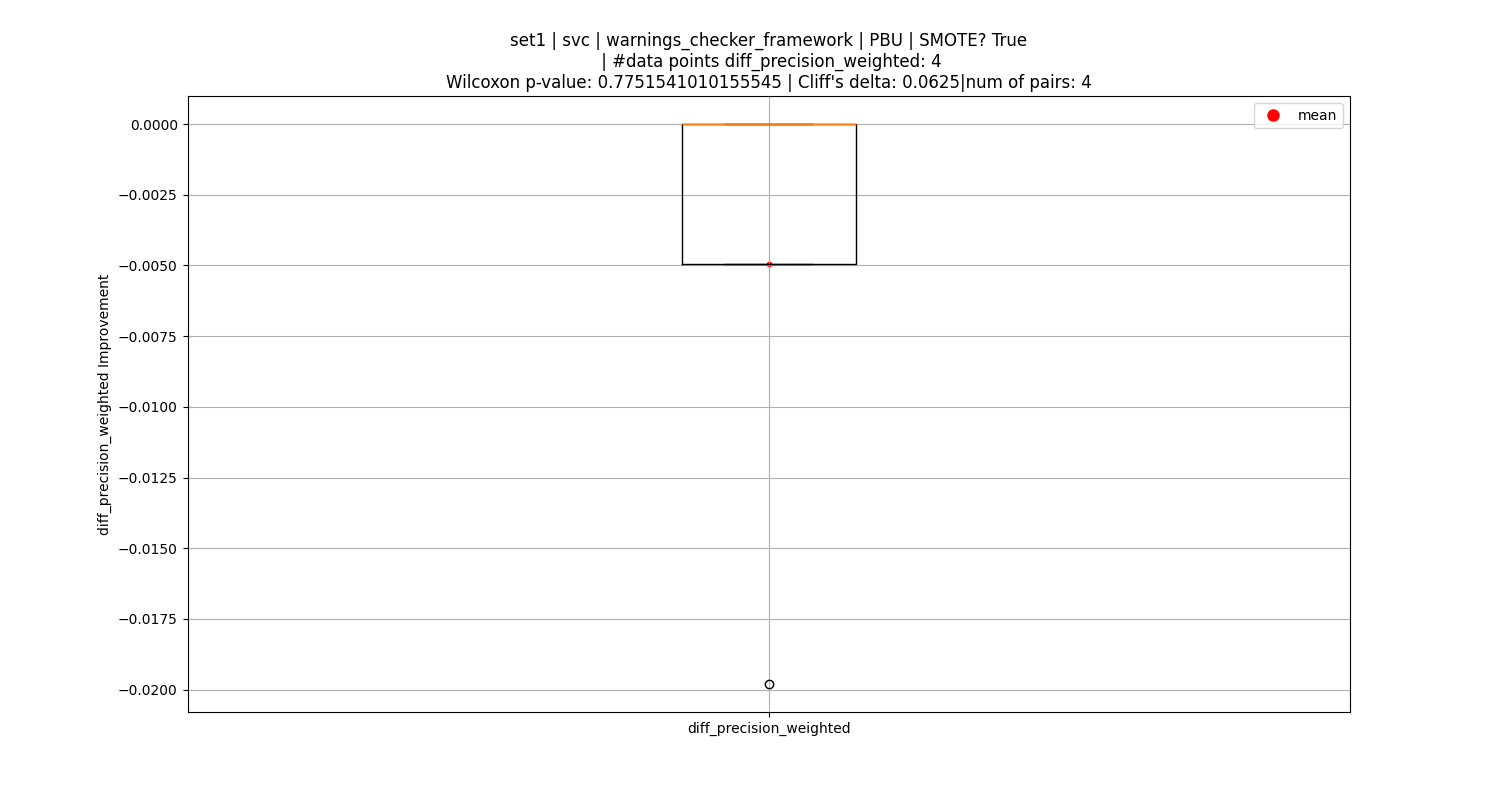 set1 | svc | warnings_checker_framework | PBU | SMOTE? True
| #data points diff_precision_weighted: 4
Wilcoxon p-value: 0.7751541010155545 | Cliff's delta: 0.0625|num of pairs: 4
mean
0.0000
−0.0025
−0.0050
−0.0075
−0.0100
−0.0125
−0.0150
−0.0175
−0.0200
diff_precision_weighted Improvement
diff_precision_weighted